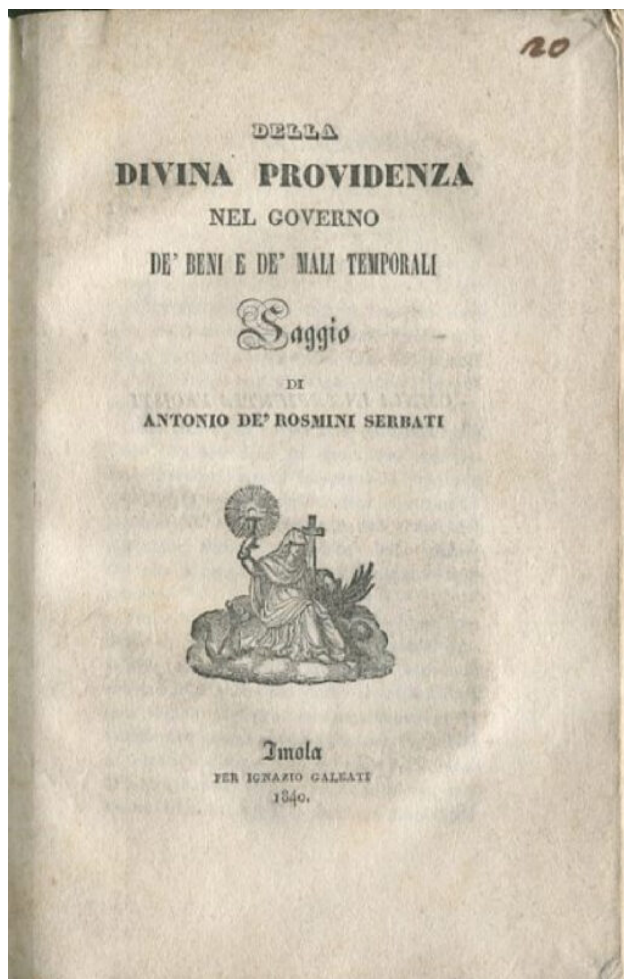 20
DELLA
DIVINA PROVIDENZA
NEL GOVERNO
DE' BENI E DE' MALI TEMPORALI
Saggio
DI
ANTONIO DE' ROSMINI SERBATI
Imola
PER IGNAZIO GALEATI
1840.